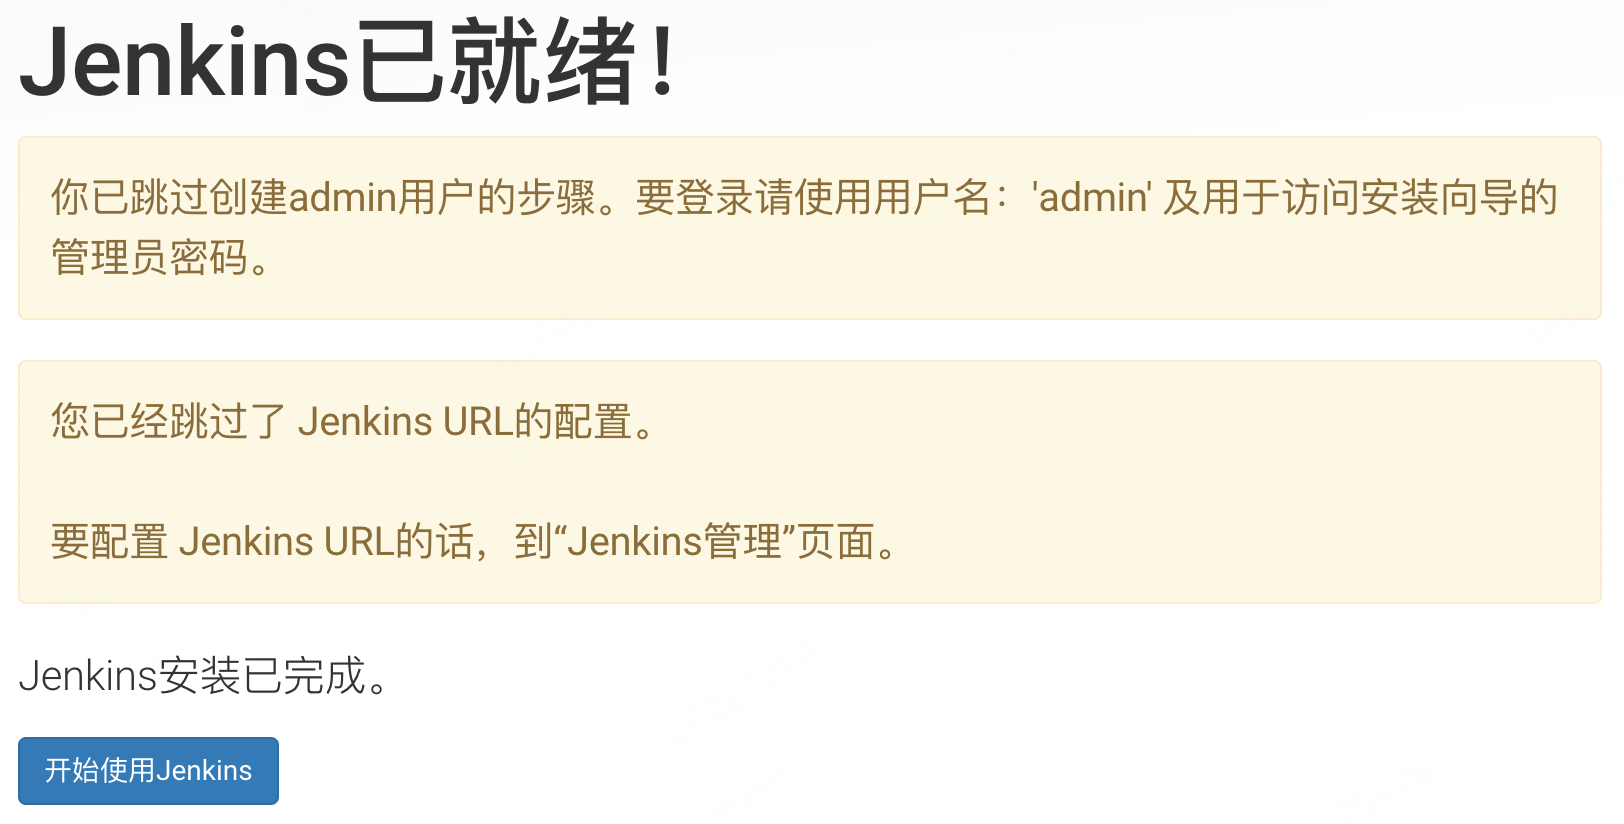 Jenkins已就绪！
你已跳过创建admin用户的步骤。要登录请使用用户名：'admin' 及用于访问安装向导的
管理员密码。
您已经跳过了 Jenkins URL的配置。
要配置 Jenkins URL的话，到“Jenkins管理”页面。
Jenkins安装已完成。
开始使用Jenkins